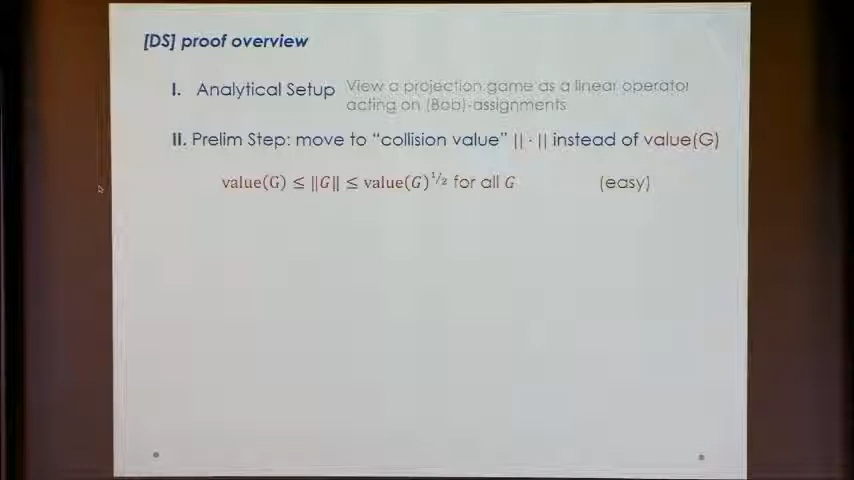 [DS] proof overview
I. Analytical Setup View a projection game as a linear operator
acting on (Bob)-assignments
II. Prelim Step: move to "collision value" || · || instead of value(G)
value(G) ≤ ‖G‖ ≤ value(G)^{1/2} for all G (easy)